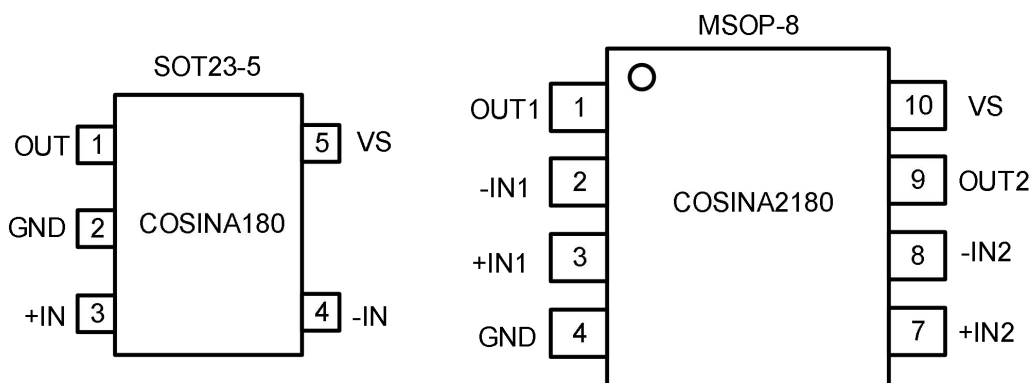 SOT23-5
OUT 1
5 VS
GND 2
COSINA180
+IN 3
4 -IN
MSOP-8
OUT1 1
10 VS
-IN1 2
9 OUT2
COSINA2180
+IN1 3
8 -IN2
GND 4
7 +IN2